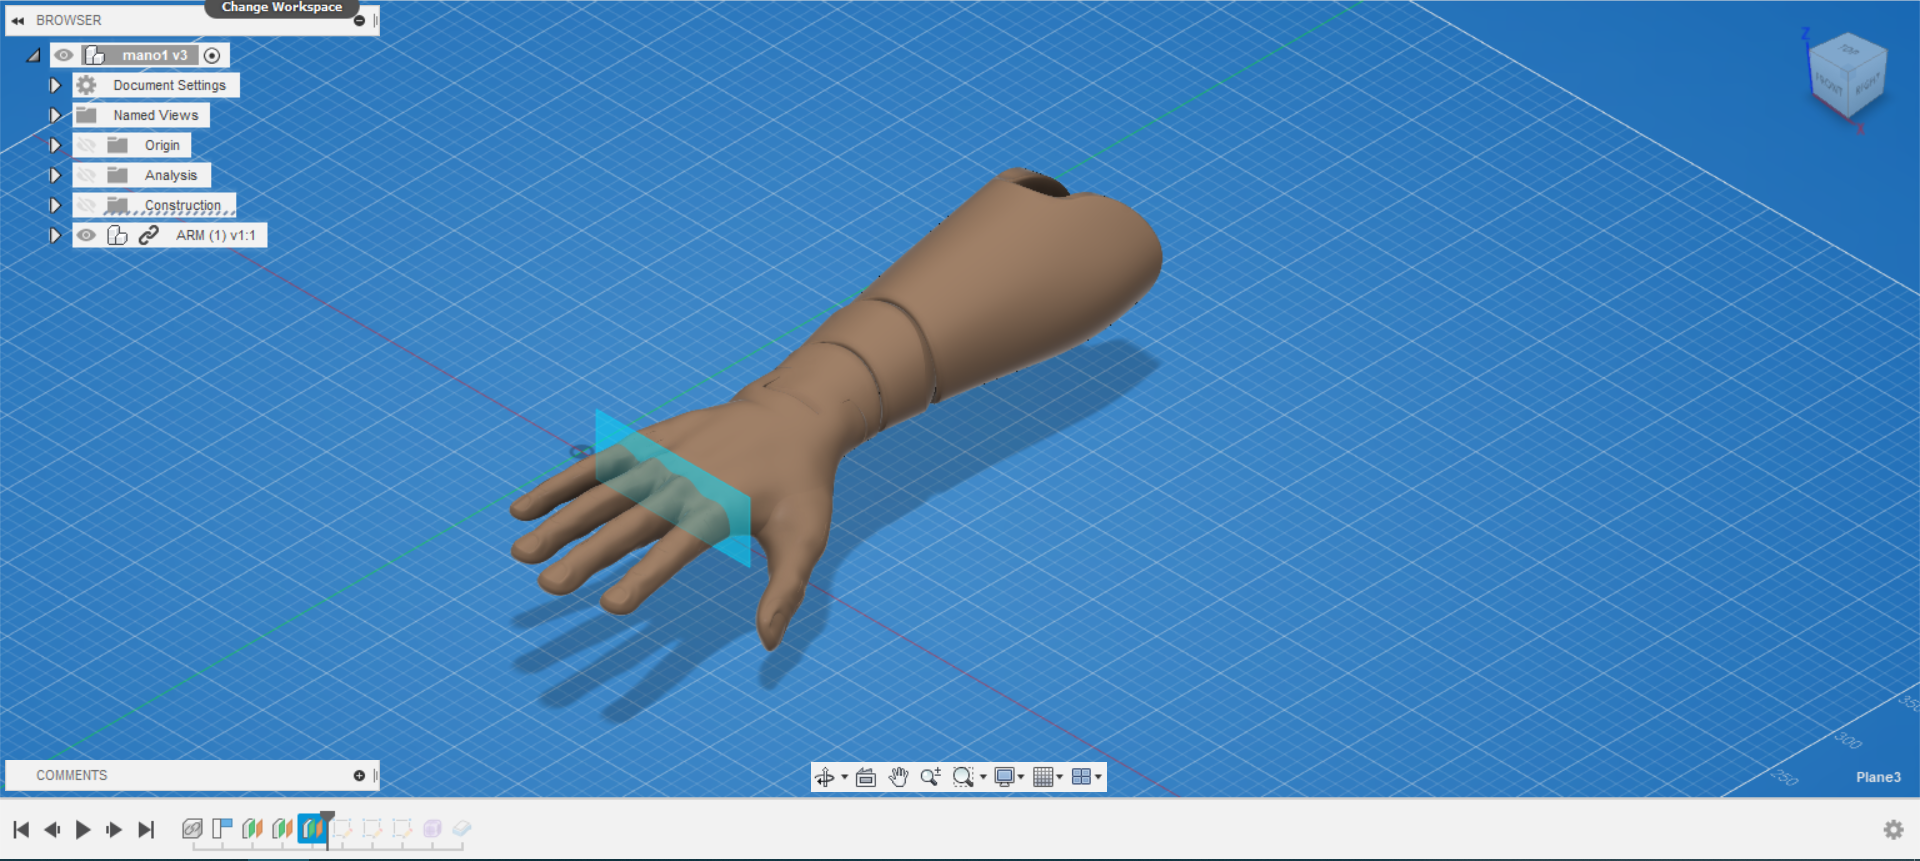 Change Workspace
BROWSER
mano1 v3
Document Settings
Named Views
Origin
Analysis
Construction
ARM (1) v1:1
Z
TOP
FRONT
RIGHT
X
350
300
250
COMMENTS
Plane3